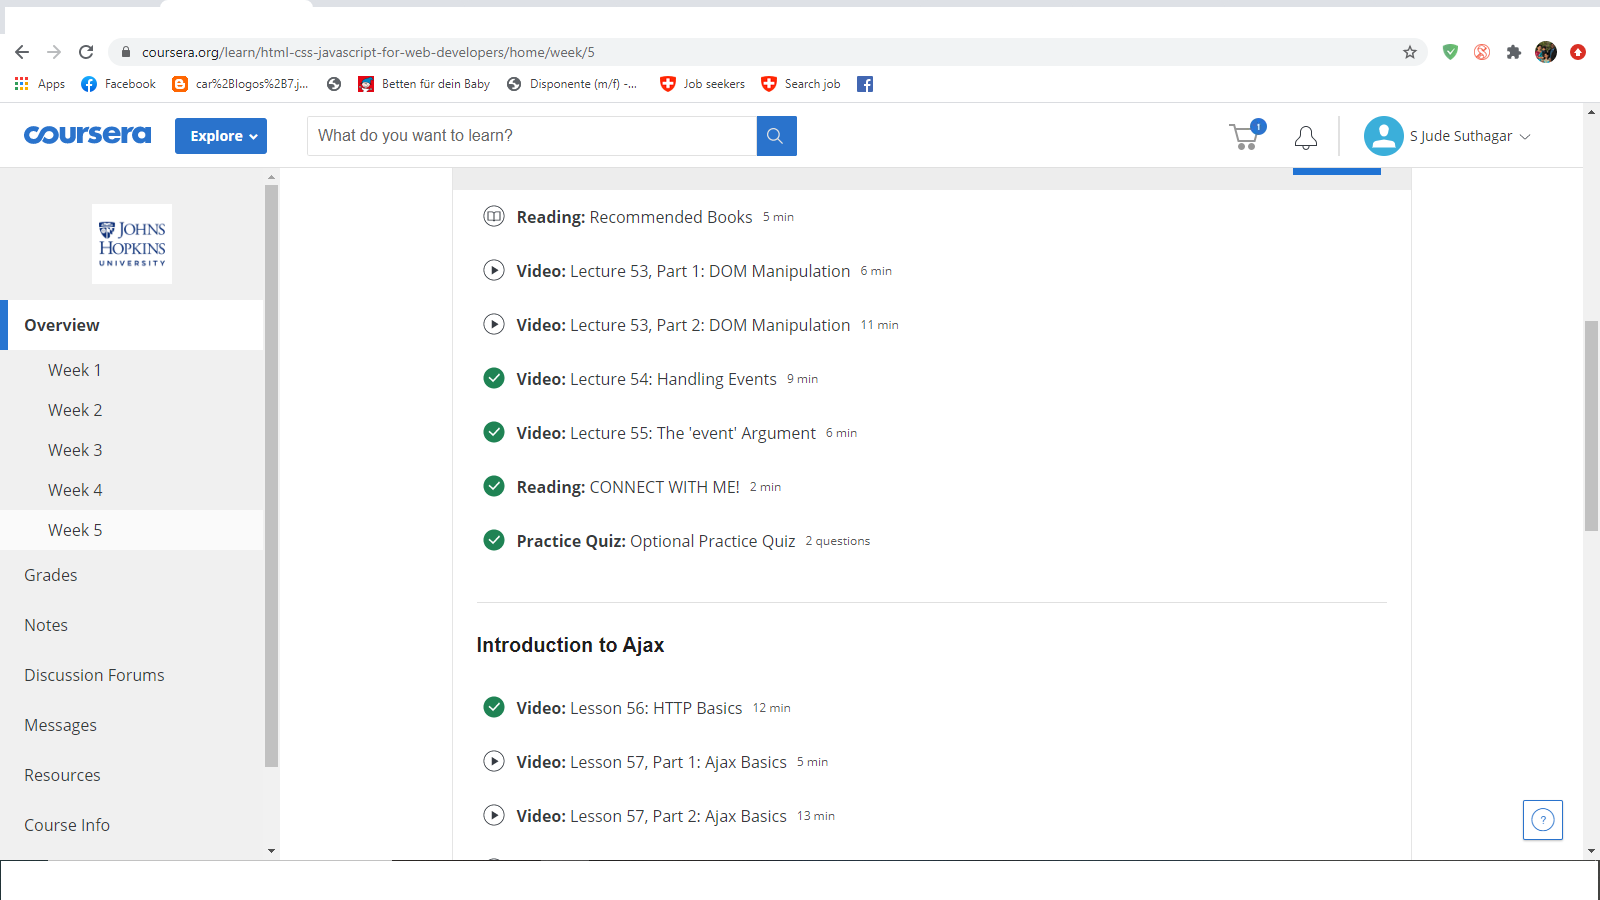 coursera.org/learn/html-css-javascript-for-web-developers/home/week/5
Apps Facebook car%2Blogos%2B7.j... Betten für dein Baby Disponente (m/f) -... Job seekers Search job
coursera Explore What do you want to learn? 1 S Jude Suthagar
JOHNS
HOPKINS
UNIVERSITY
Overview
Week 1
Week 2
Week 3
Week 4
Week 5
Grades
Notes
Discussion Forums
Messages
Resources
Course Info
Reading: Recommended Books 5 min
Video: Lecture 53, Part 1: DOM Manipulation 6 min
Video: Lecture 53, Part 2: DOM Manipulation 11 min
Video: Lecture 54: Handling Events 9 min
Video: Lecture 55: The 'event' Argument 6 min
Reading: CONNECT WITH ME! 2 min
Practice Quiz: Optional Practice Quiz 2 questions
Introduction to Ajax
Video: Lesson 56: HTTP Basics 12 min
Video: Lesson 57, Part 1: Ajax Basics 5 min
Video: Lesson 57, Part 2: Ajax Basics 13 min
?